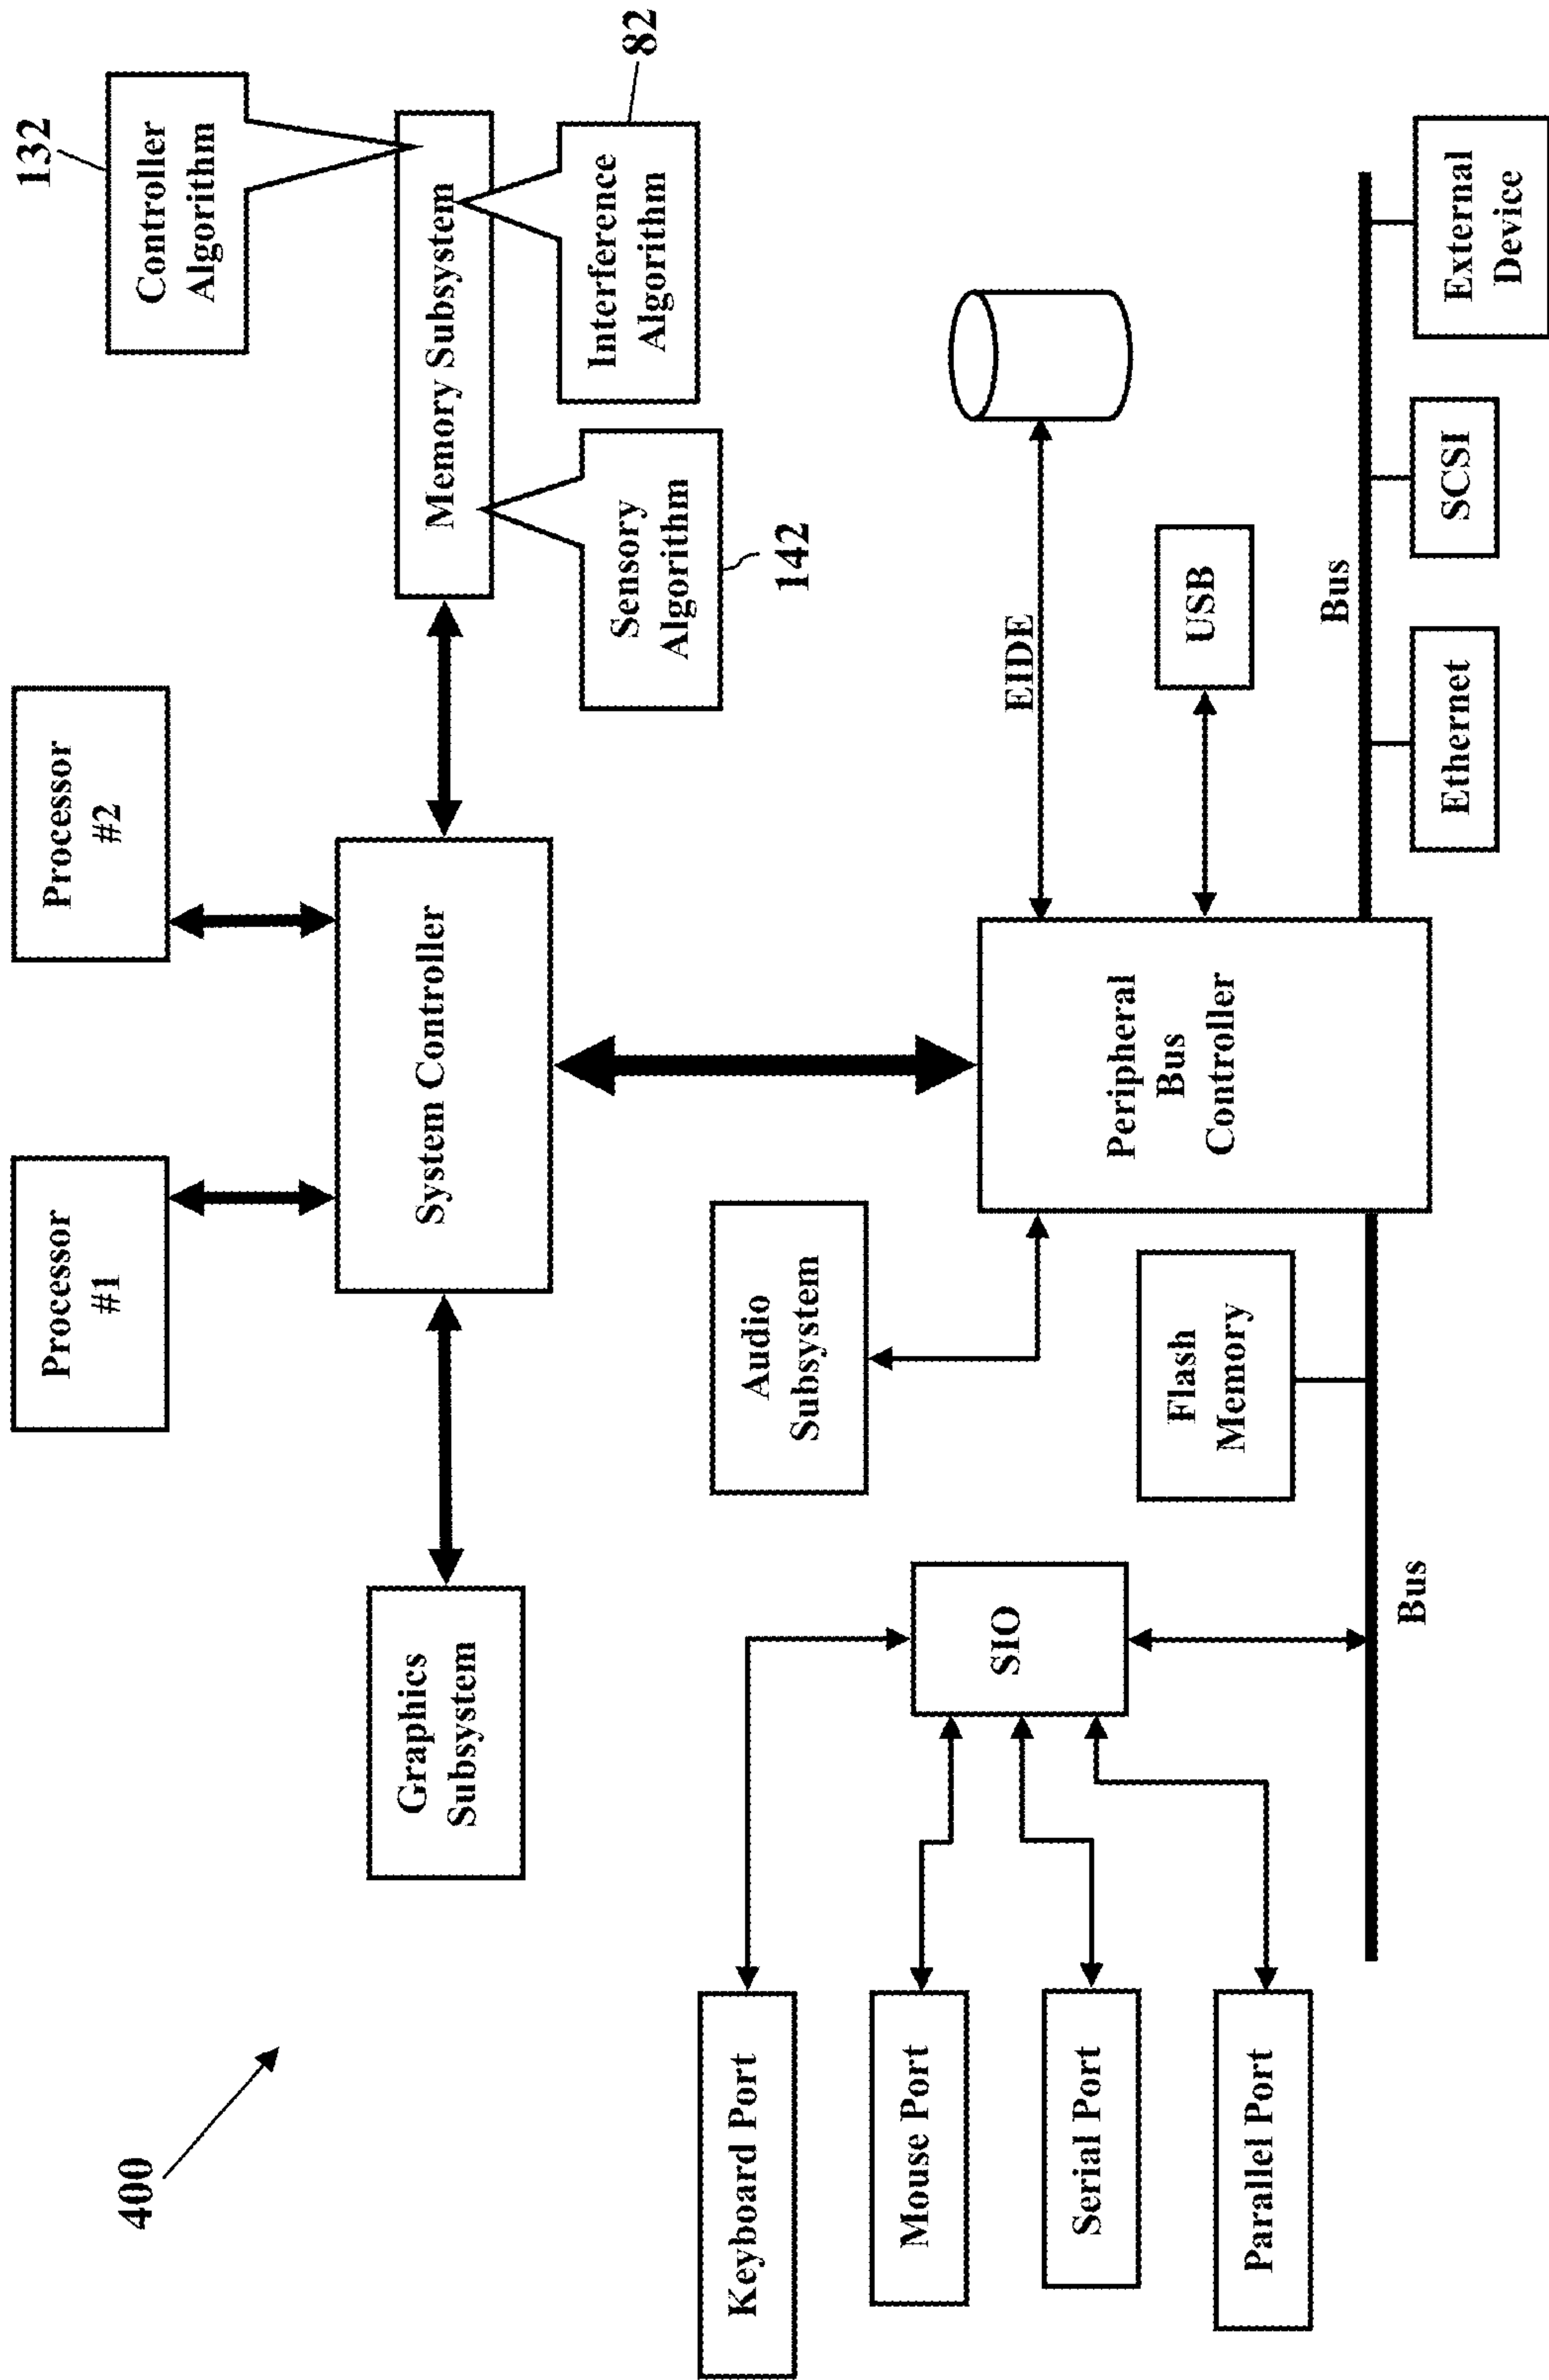 400
Processor
#1
Processor
#2
132
Controller
Algorithm
Graphics
Subsystem
System Controller
Memory Subsystem
Sensory
Algorithm
142
Interference
Algorithm
82
Keyboard Port
Mouse Port
Serial Port
Parallel Port
SIO
Audio
Subsystem
Flash
Memory
Peripheral
Bus
Controller
EIDE
USB
Bus
Bus
Ethernet
SCSI
External
Device